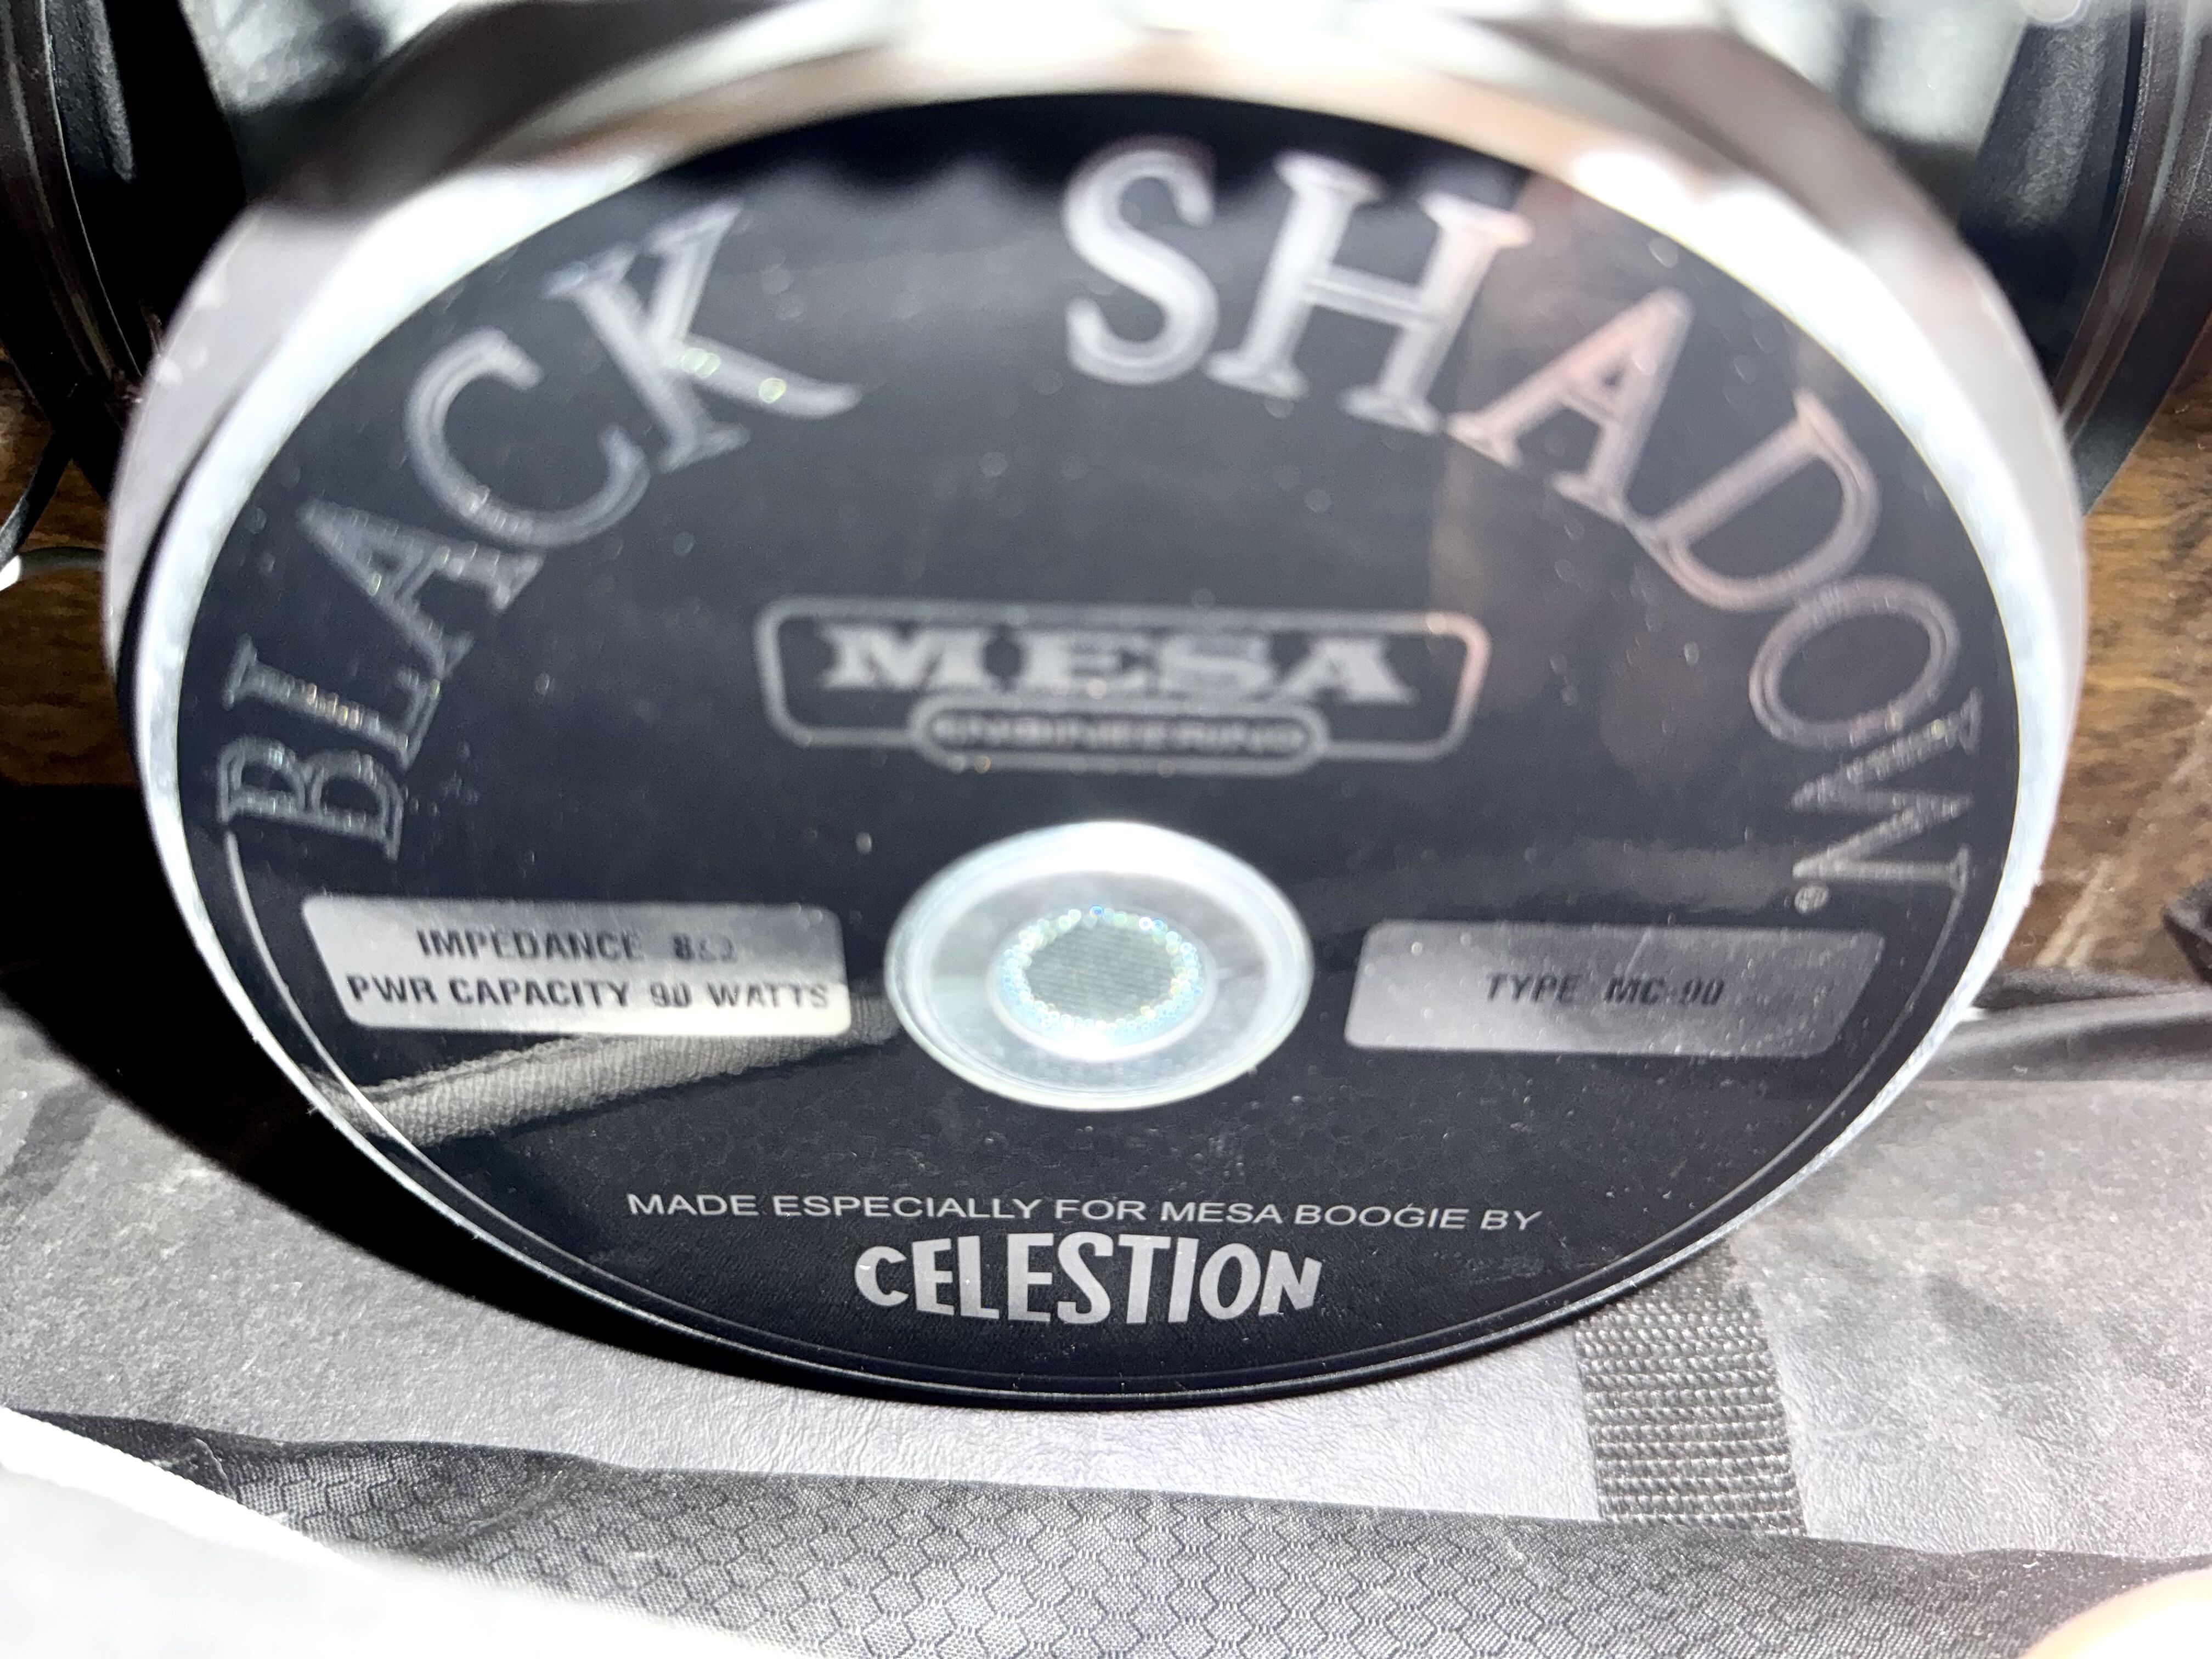 BLACK SHADOW®
MESA
ENGINEERING
IMPEDANCE 8Ω
PWR CAPACITY 90 WATTS
TYPE MC-90
MADE ESPECIALLY FOR MESA BOOGIE BY
CELESTION